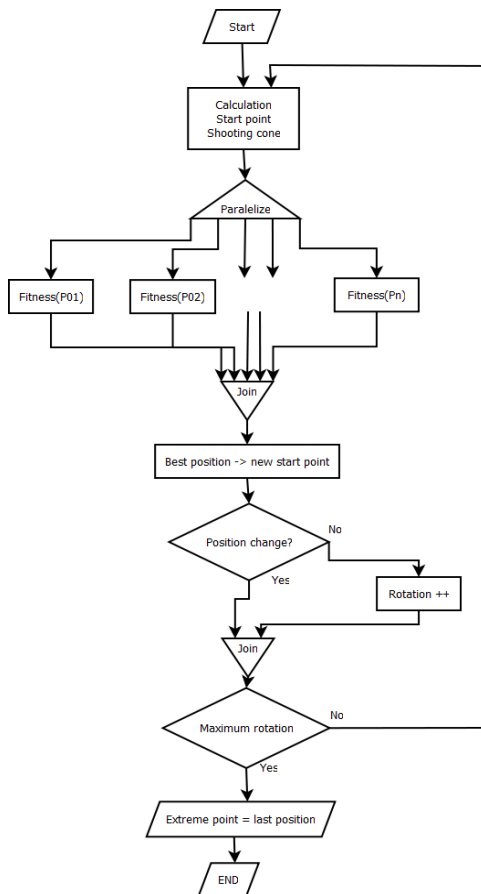 Start
Calculation
Start point
Shooting cone
Paralelize
Fitness(P01)
Fitness(P02)
Fitness(Pn)
Join
Best position -> new start point
Position change?
No
Yes
Rotation ++
Join
Maximum rotation
No
Yes
Extreme point = last position
END